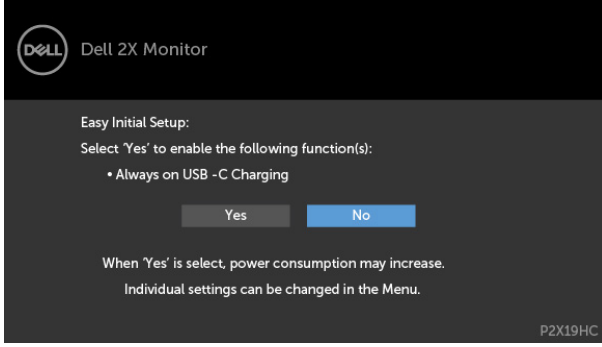 DELL
Dell 2X Monitor
Easy Initial Setup:
Select ‘Yes’ to enable the following function(s):
• Always on USB -C Charging
Yes No
When ‘Yes’ is select, power consumption may increase.
Individual settings can be changed in the Menu.
P2X19HC